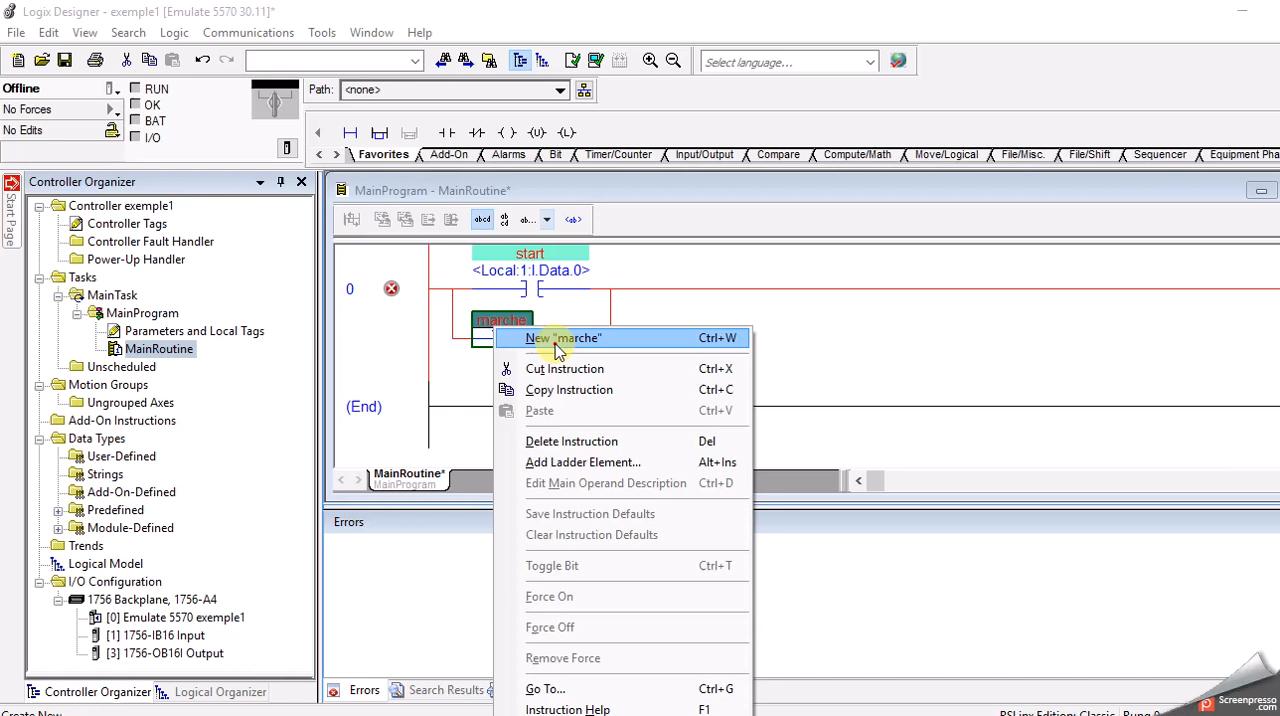 Logix Designer - exemple1 [Emulate 5570 30.11]*
File Edit View Search Logic Communications Tools Window Help
Select language...
Offline
RUN
Path: <none>
No Forces
OK
No Edits
BAT
I/O
(U)
(L)
Favorites Add-On Alarms Bit Timer/Counter Input/Output Compare Compute/Math Move/Logical File/Misc. File/Shift Sequencer Equipment Pha
Start Page
Controller Organizer
Controller exemple1
Controller Tags
Controller Fault Handler
Power-Up Handler
Tasks
MainTask
MainProgram
Parameters and Local Tags
MainRoutine
Unscheduled
Motion Groups
Ungrouped Axes
Add-On Instructions
Data Types
User-Defined
Strings
Add-On-Defined
Predefined
Module-Defined
Trends
Logical Model
I/O Configuration
1756 Backplane, 1756-A4
[0] Emulate 5570 exemple1
[1] 1756-IB16 Input
[3] 1756-OB16I Output
Controller Organizer
Logical Organizer
MainProgram - MainRoutine*
abcd
ab
cd
ab...
<ab>
start
<Local:1:I.Data.0>
0
marche
(End)
New "marche" Ctrl+W
Cut Instruction Ctrl+X
Copy Instruction Ctrl+C
Paste Ctrl+V
Delete Instruction Del
Add Ladder Element... Alt+Ins
Edit Main Operand Description Ctrl+D
Save Instruction Defaults
Clear Instruction Defaults
Toggle Bit Ctrl+T
Force On
Force Off
Remove Force
Go To... Ctrl+G
Instruction Help F1
MainRoutine*
MainProgram
Errors
Errors
Search Results
Screenpresso
.com